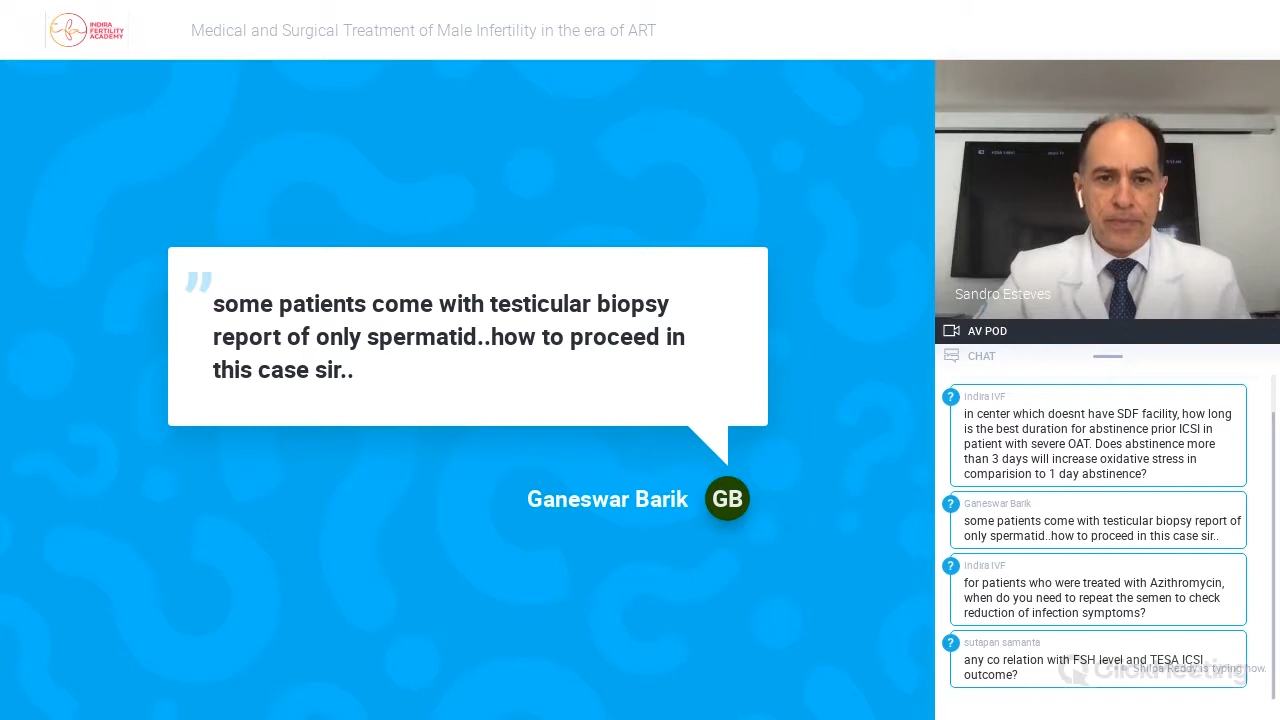 INDIRA
FERTILITY
ACADEMY
Medical and Surgical Treatment of Male Infertility in the era of ART
”
some patients come with testicular biopsy
report of only spermatid..how to proceed in
this case sir..
Ganeswar Barik
GB
Sandro Esteves
AV POD
CHAT
?
Indira IVF
in center which doesnt have SDF facility, how long
is the best duration for abstinence prior ICSI in
patient with severe OAT. Does abstinence more
than 3 days will increase oxidative stress in
comparision to 1 day abstinence?
?
Ganeswar Barik
some patients come with testicular biopsy report of
only spermatid..how to proceed in this case sir..
?
Indira IVF
for patients who were treated with Azithromycin,
when do you need to repeat the semen to check
reduction of infection symptoms?
?
sutapan samanta
any co relation with FSH level and TESA ICSI
outcome?
Shilpa Reddy is typing now.
ClickMeeting